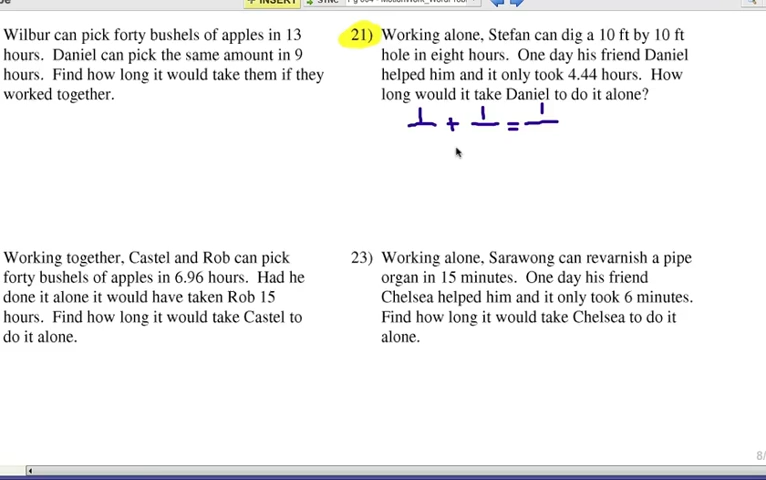 + INSERT
Wilbur can pick forty bushels of apples in 13
hours. Daniel can pick the same amount in 9
hours. Find how long it would take them if they
worked together.
21) Working alone, Stefan can dig a 10 ft by 10 ft
hole in eight hours. One day his friend Daniel
helped him and it only took 4.44 hours. How
long would it take Daniel to do it alone?
1 + 1 = 1
Working together, Castel and Rob can pick
forty bushels of apples in 6.96 hours. Had he
done it alone it would have taken Rob 15
hours. Find how long it would take Castel to
do it alone.
23) Working alone, Sarawong can revarnish a pipe
organ in 15 minutes. One day his friend
Chelsea helped him and it only took 6 minutes.
Find how long it would take Chelsea to do it
alone.
8/